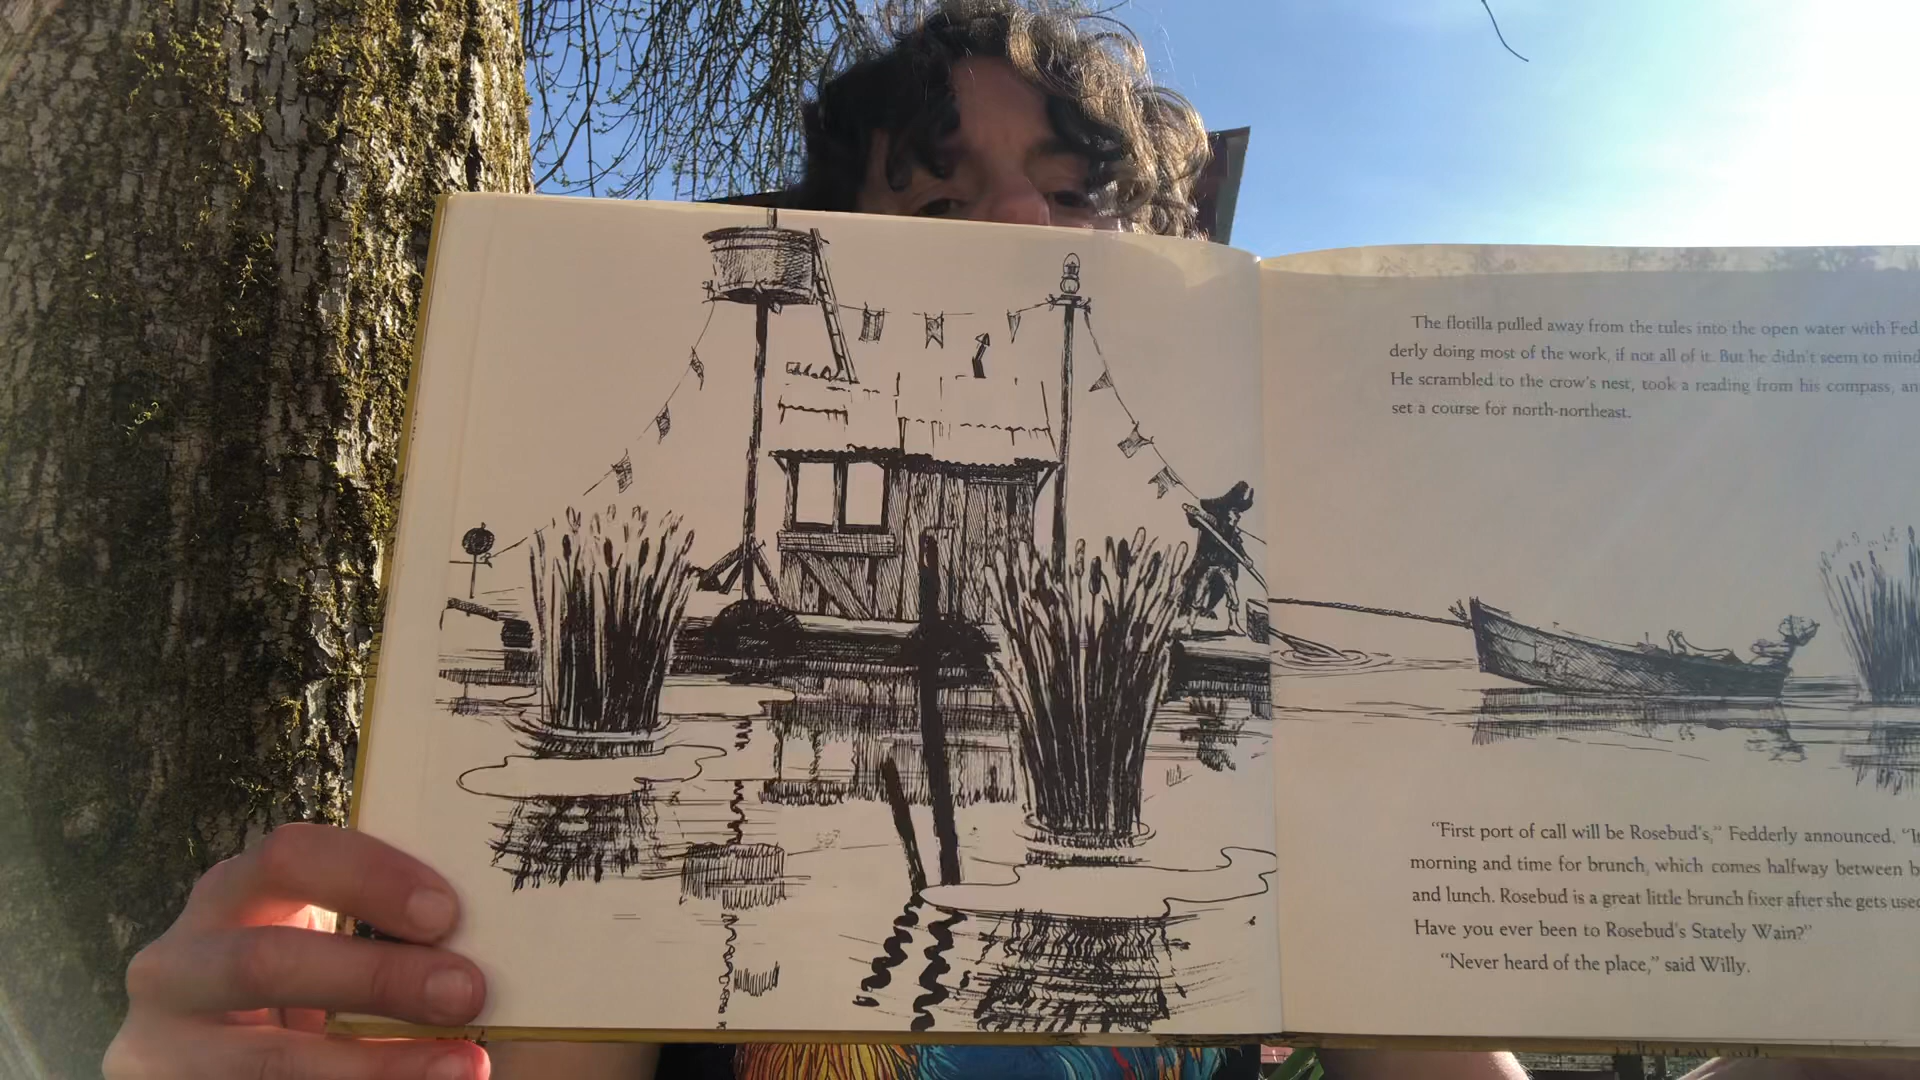 The flotilla pulled away from the tules into the open water with Fed
derly doing most of the work, if not all of it. But he didn't seem to mind
He scrambled to the crow's nest, took a reading from his compass, an
set a course for north-northeast.
"First port of call will be Rosebud's," Fedderly announced.
morning and time for brunch, which comes halfway between b
and lunch. Rosebud is a great little brunch fixer after she gets used
Have you ever been to Rosebud's Stately Wain?"
"Never heard of the place," said Willy.